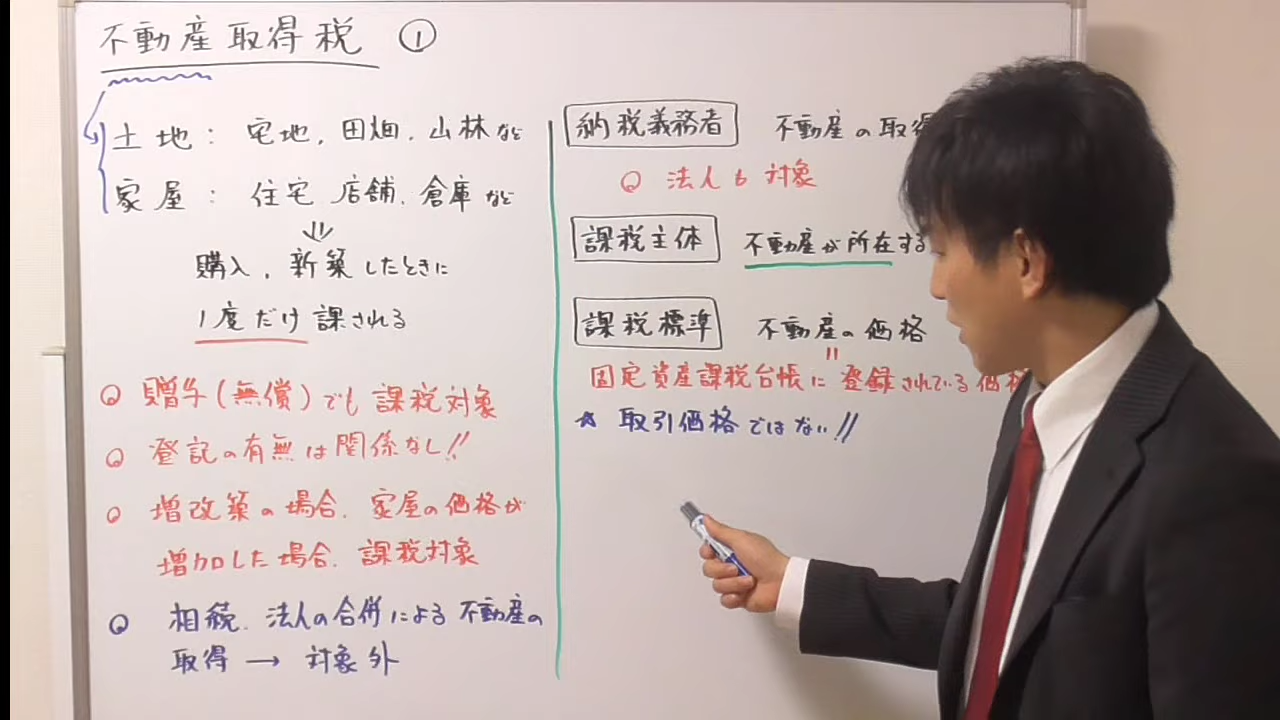 不動産取得税 ①
土地: 宅地, 田畑, 山林など
家屋: 住宅 店舗, 倉庫など
購入, 新築したときに
1度だけ課される
贈与(無償)でも課税対象
登記の有無は関係なし!!
増改築の場合, 家屋の価格が
増加した場合, 課税対象
相続, 法人の合併による不動産の
取得 → 対象外
納税義務者 不動産の取得
法人も対象
課税主体 不動産が所在する
課税標準 不動産の価格
〃
固定資産課税台帳に登録されている価格
☆ 取引価格ではない!!